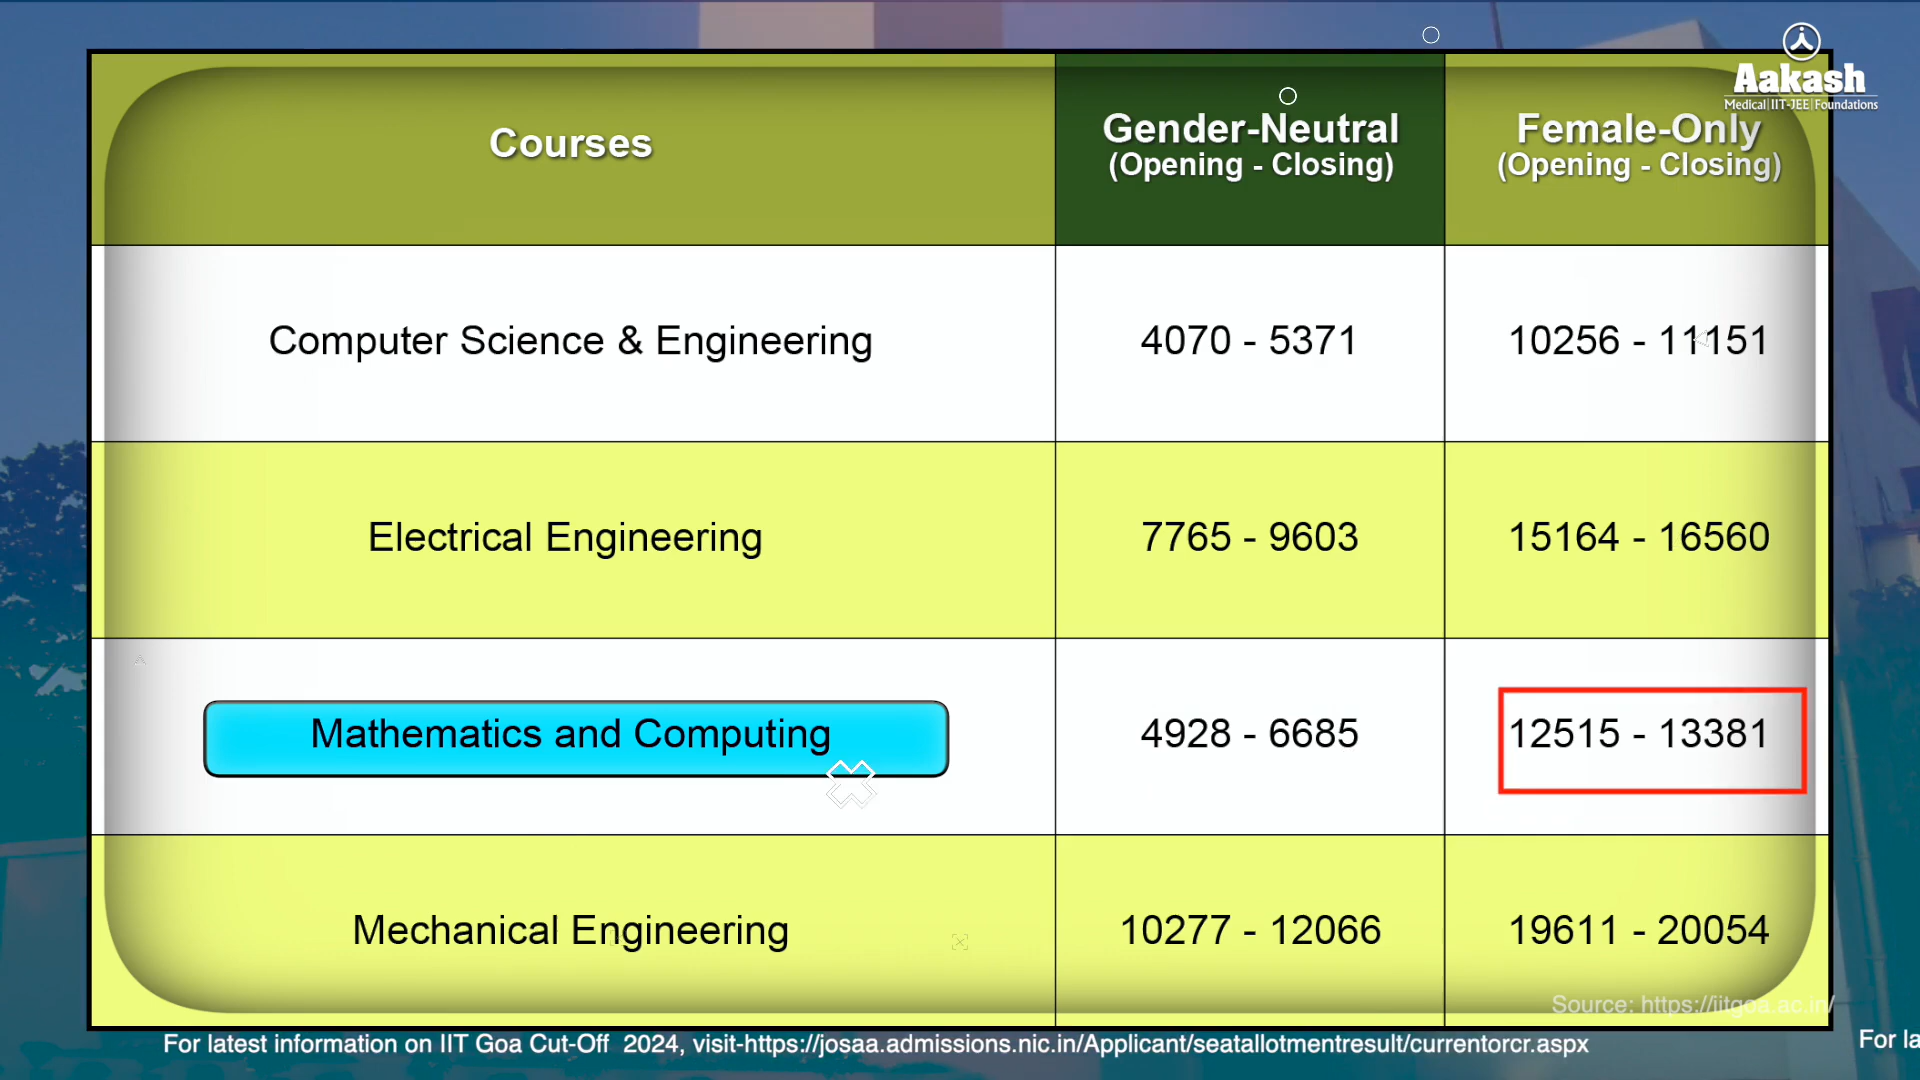 Aakash
Medical|IIT-JEE|Foundations
Courses
Gender-Neutral
(Opening - Closing)
Female-Only
(Opening - Closing)
Computer Science & Engineering
4070 - 5371
10256 - 11151
Electrical Engineering
7765 - 9603
15164 - 16560
Mathematics and Computing
4928 - 6685
12515 - 13381
Mechanical Engineering
10277 - 12066
19611 - 20054
Source: https://iitgoa.ac.in/
For latest information on IIT Goa Cut-Off 2024, visit-https://josaa.admissions.nic.in/Applicant/seatallotmentresult/currentorcr.aspx
For la